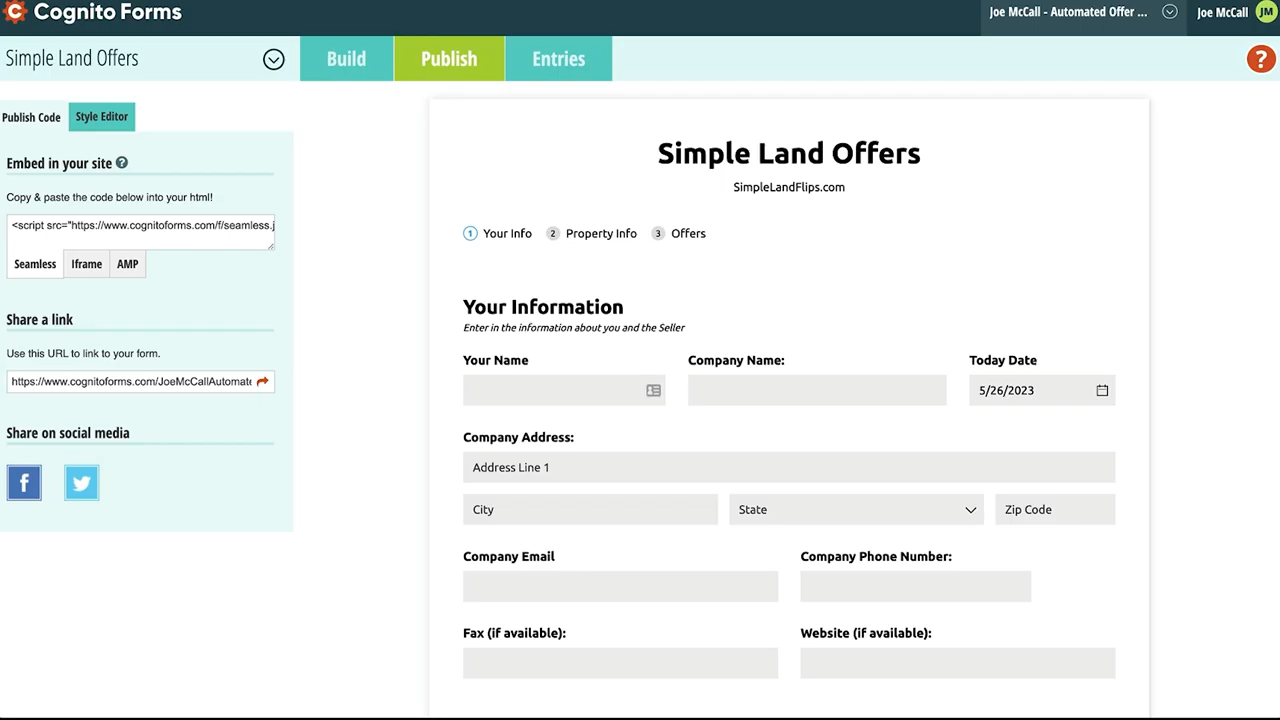 Cognito Forms
Joe McCall - Automated Offer ...
Joe McCall
JM
Simple Land Offers
Build
Publish
Entries
?
Publish Code
Style Editor
Embed in your site ?
Copy & paste the code below into your html!
<script src="https://www.cognitoforms.com/f/seamless.j
Seamless
Iframe
AMP
Share a link
Use this URL to link to your form.
https://www.cognitoforms.com/JoeMcCallAutomate
Share on social media
f
Simple Land Offers
SimpleLandFlips.com
1 Your Info 2 Property Info 3 Offers
Your Information
Enter in the information about you and the Seller
Your Name
Company Name:
Today Date
5/26/2023
Company Address:
Address Line 1
City
State
Zip Code
Company Email
Company Phone Number:
Fax (if available):
Website (if available):